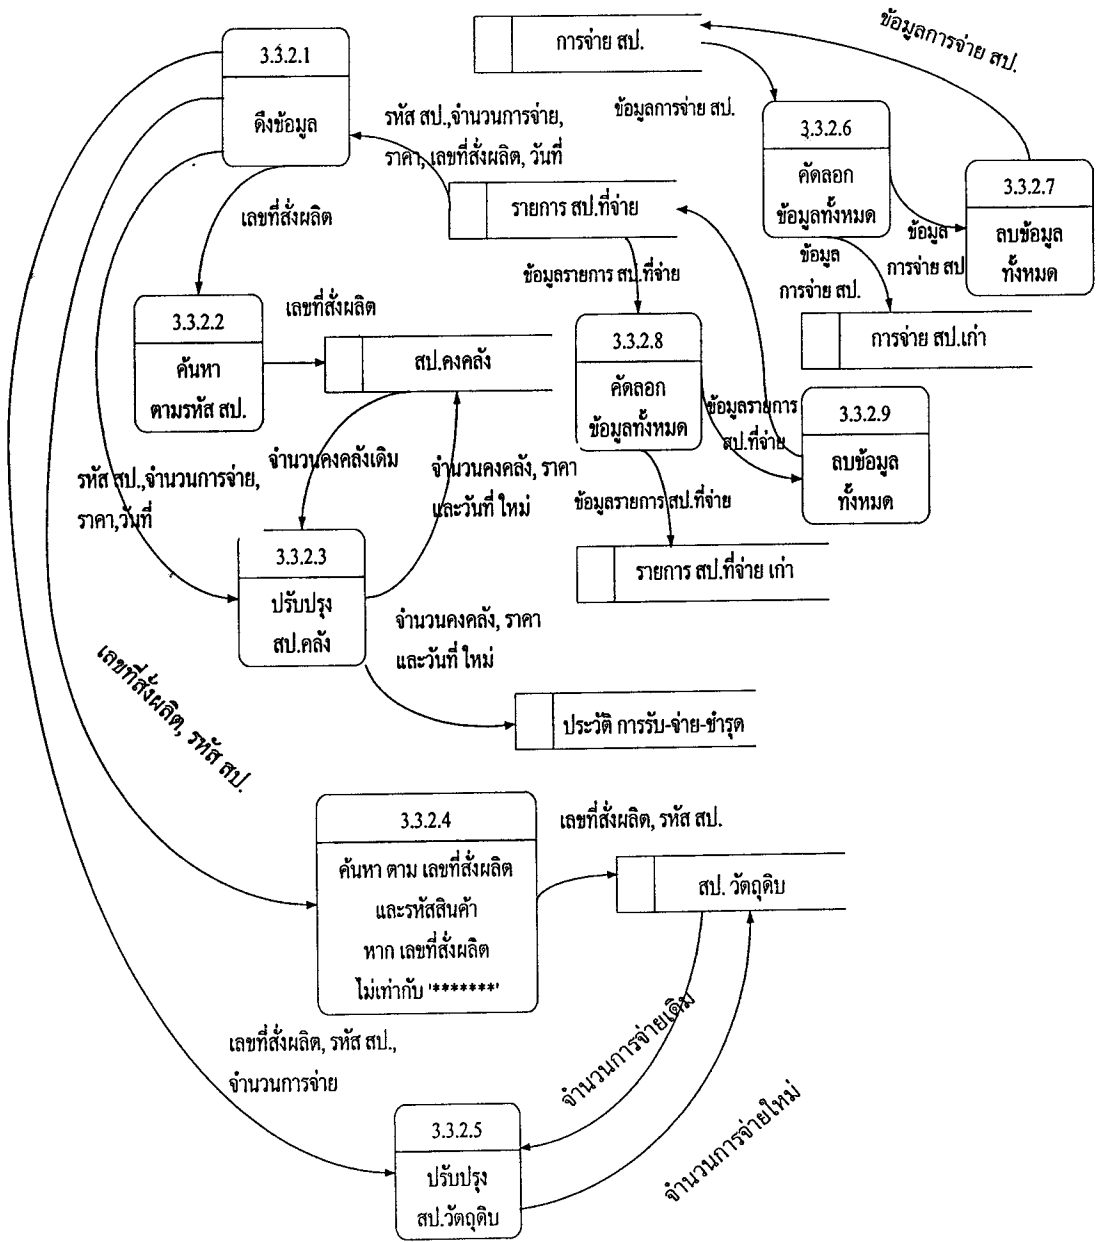 3.3.2.1
ดึงข้อมูล
การจ่าย สป.
ข้อมูลการจ่าย สป.
ข้อมูลการจ่าย สป.
3.3.2.6
คัดลอก
ข้อมูลทั้งหมด
3.3.2.7
ลบข้อมูล
ทั้งหมด
ข้อมูล
การจ่าย สป
ข้อมูล
การจ่าย สป.
การจ่าย สป.เก่า
รหัส สป.,จำนวนการจ่าย,
ราคา, เลขที่สั่งผลิต, วันที่
รายการ สป.ที่จ่าย
เลขที่สั่งผลิต
ข้อมูลรายการ สป.ที่จ่าย
3.3.2.2
ค้นหา
ตามรหัส สป.
เลขที่สั่งผลิต
สป.คงคลัง
3.3.2.8
คัดลอก
ข้อมูลทั้งหมด
ข้อมูลรายการ
สป.ที่จ่าย
3.3.2.9
ลบข้อมูล
ทั้งหมด
ข้อมูลรายการ สป.ที่จ่าย
รายการ สป.ที่จ่าย เก่า
จำนวนคงคลังเดิม
จำนวนคงคลัง, ราคา
และวันที่ ใหม่
รหัส สป.,จำนวนการจ่าย,
ราคา,วันที่
3.3.2.3
ปรับปรุง
สป.คลัง
จำนวนคงคลัง, ราคา
และวันที่ ใหม่
ประวัติ การรับ-จ่าย-ชำรุด
เลขที่สั่งผลิต, รหัส สป.
3.3.2.4
ค้นหา ตาม เลขที่สั่งผลิต
และรหัสสินค้า
หาก เลขที่สั่งผลิต
ไม่เท่ากับ '*******'
เลขที่สั่งผลิต, รหัส สป.
สป. วัตถุดิบ
เลขที่สั่งผลิต, รหัส สป.,
จำนวนการจ่าย
จำนวนการจ่ายเดิม
จำนวนการจ่ายใหม่
3.3.2.5
ปรับปรุง
สป.วัตถุดิบ